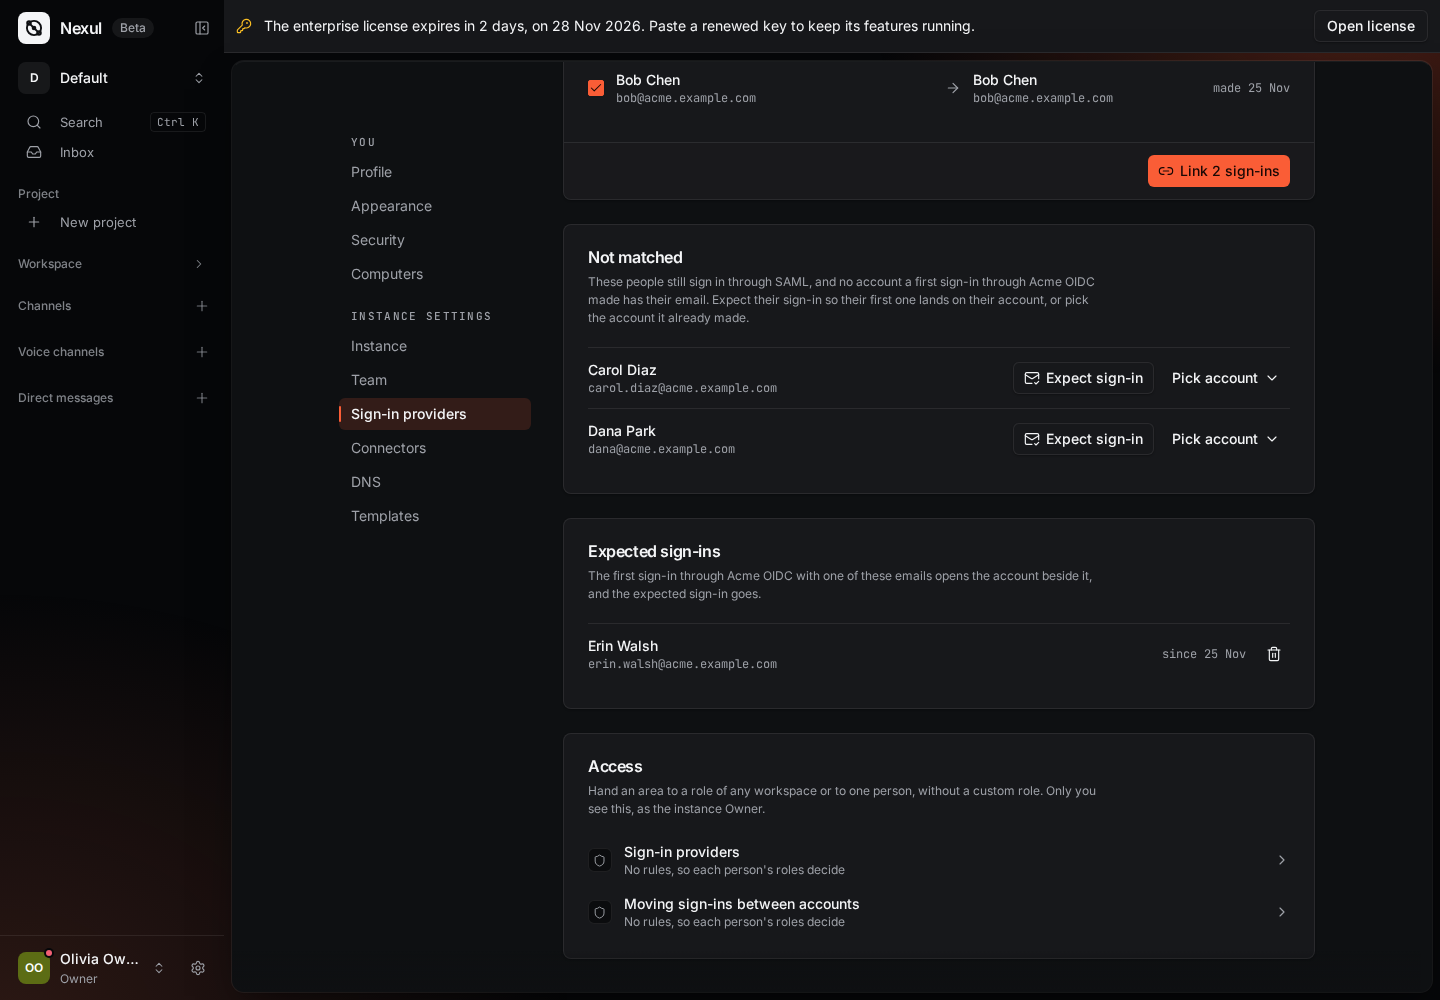 Nexul
Beta
The enterprise license expires in 2 days, on 28 Nov 2026. Paste a renewed key to keep its features running.
Open license
D
Default
Search
Ctrl K
Inbox
Project
New project
Workspace
Channels
Voice channels
Direct messages
OO
Olivia Ow...
Owner
YOU
Profile
Appearance
Security
Computers
INSTANCE SETTINGS
Instance
Team
Sign-in providers
Connectors
DNS
Templates
Bob Chen
bob@acme.example.com
Bob Chen
bob@acme.example.com
made 25 Nov
Link 2 sign-ins
Not matched
These people still sign in through SAML, and no account a first sign-in through Acme OIDC
made has their email. Expect their sign-in so their first one lands on their account, or pick
the account it already made.
Carol Diaz
carol.diaz@acme.example.com
Expect sign-in
Pick account
Dana Park
dana@acme.example.com
Expect sign-in
Pick account
Expected sign-ins
The first sign-in through Acme OIDC with one of these emails opens the account beside it,
and the expected sign-in goes.
Erin Walsh
erin.walsh@acme.example.com
since 25 Nov
Access
Hand an area to a role of any workspace or to one person, without a custom role. Only you
see this, as the instance Owner.
Sign-in providers
No rules, so each person's roles decide
Moving sign-ins between accounts
No rules, so each person's roles decide